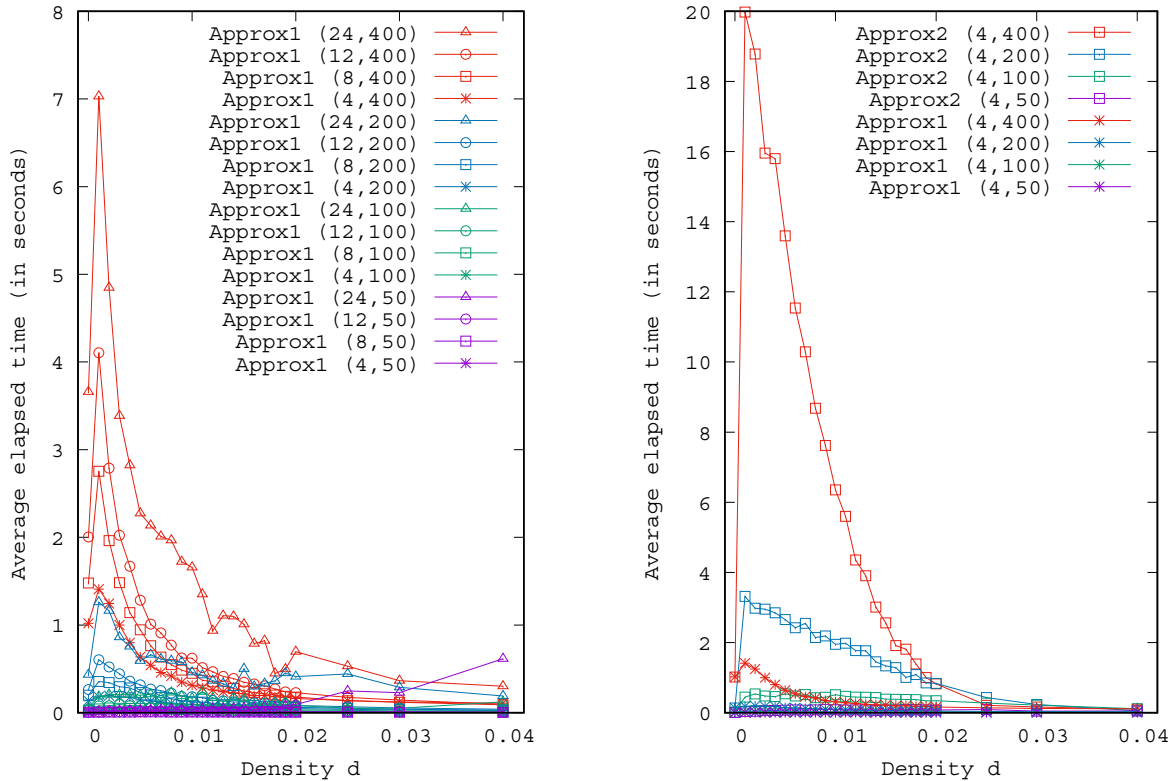 8
7
6
5
4
3
2
1
0
Average elapsed time (in seconds)
Approx1 (24,400)
Approx1 (12,400)
Approx1 (8,400)
Approx1 (4,400)
Approx1 (24,200)
Approx1 (12,200)
Approx1 (8,200)
Approx1 (4,200)
Approx1 (24,100)
Approx1 (12,100)
Approx1 (8,100)
Approx1 (4,100)
Approx1 (24,50)
Approx1 (12,50)
Approx1 (8,50)
Approx1 (4,50)
0 0.01 0.02 0.03 0.04
Density d
20
18
16
14
12
10
8
6
4
2
0
Average elapsed time (in seconds)
Approx2 (4,400)
Approx2 (4,200)
Approx2 (4,100)
Approx2 (4,50)
Approx1 (4,400)
Approx1 (4,200)
Approx1 (4,100)
Approx1 (4,50)
0 0.01 0.02 0.03 0.04
Density d